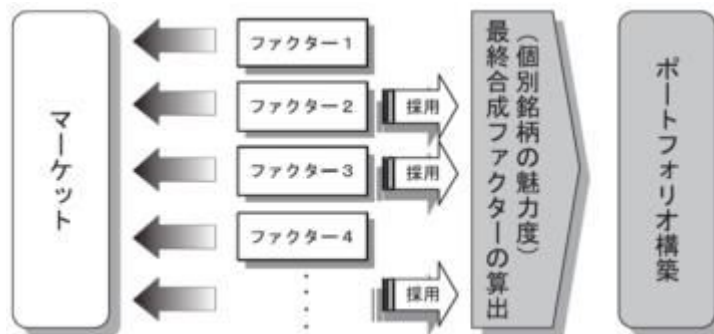 マーケット
ファクター1
ファクター2
採用
ファクター3
採用
ファクター4
採用
(個別銘柄の魅力度)
最終合成ファクターの算出
ポートフォリオ構築